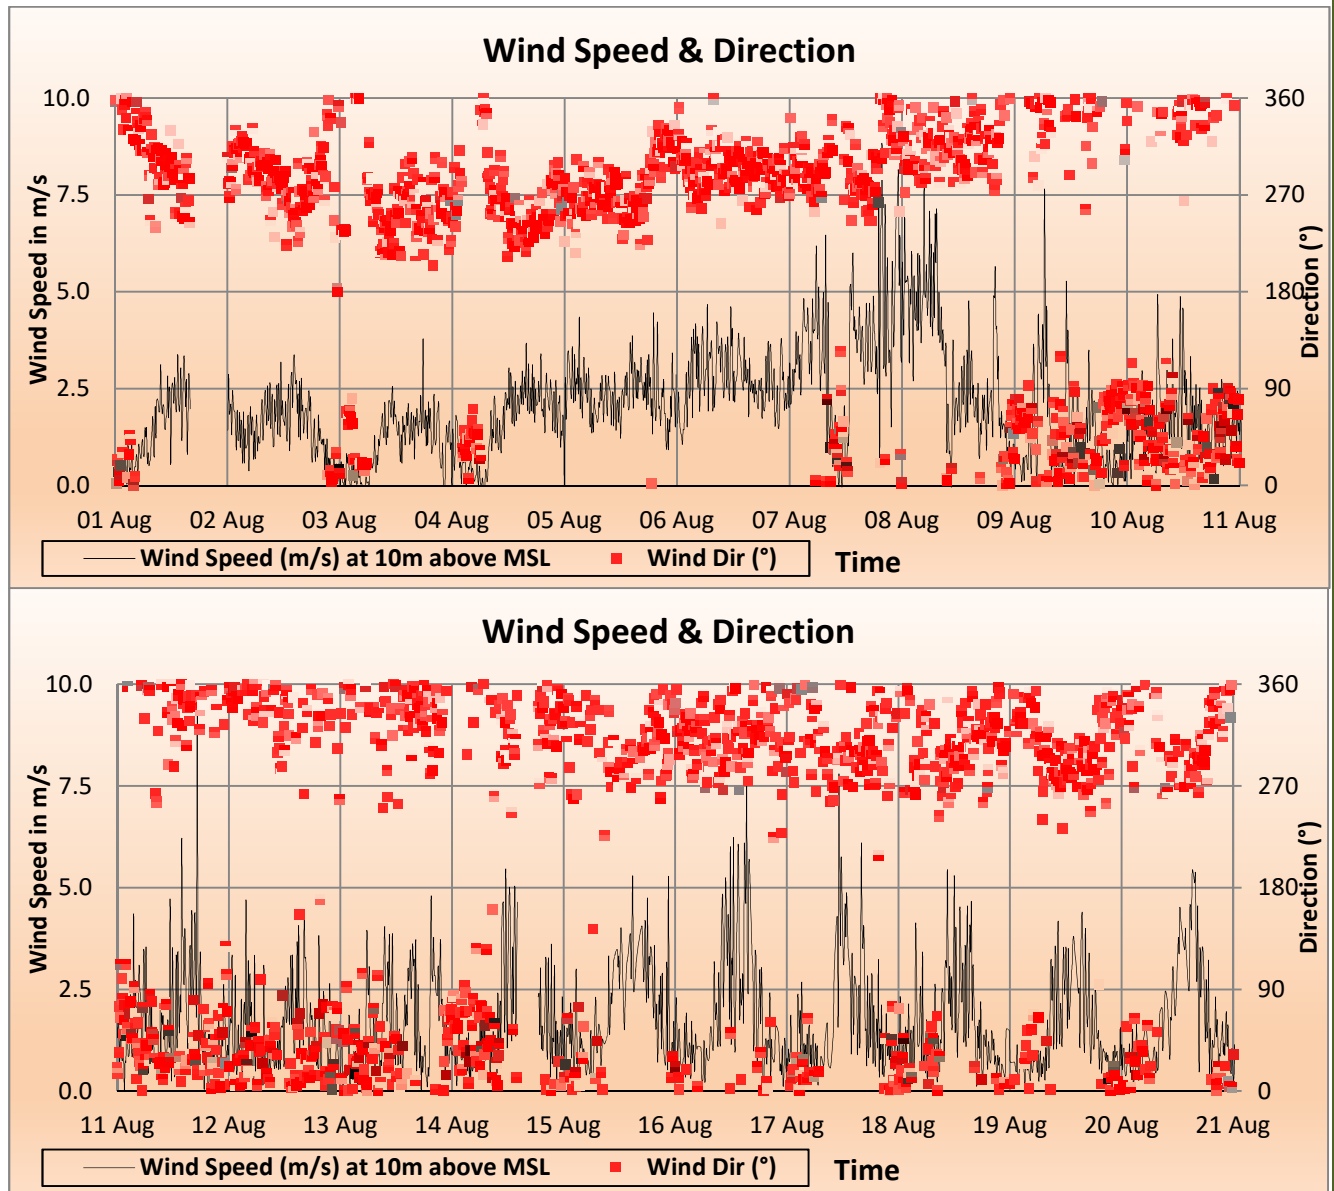 Wind Speed & Direction
10.0
7.5
5.0
2.5
0.0
Wind Speed in m/s
360
270
180
90
0
Direction (°)
01 Aug 02 Aug 03 Aug 04 Aug 05 Aug 06 Aug 07 Aug 08 Aug 09 Aug 10 Aug 11 Aug
Wind Speed (m/s) at 10m above MSL Wind Dir (°) Time
Wind Speed & Direction
10.0
7.5
5.0
2.5
0.0
Wind Speed in m/s
360
270
180
90
0
Direction (°)
11 Aug 12 Aug 13 Aug 14 Aug 15 Aug 16 Aug 17 Aug 18 Aug 19 Aug 20 Aug 21 Aug
Wind Speed (m/s) at 10m above MSL Wind Dir (°) Time